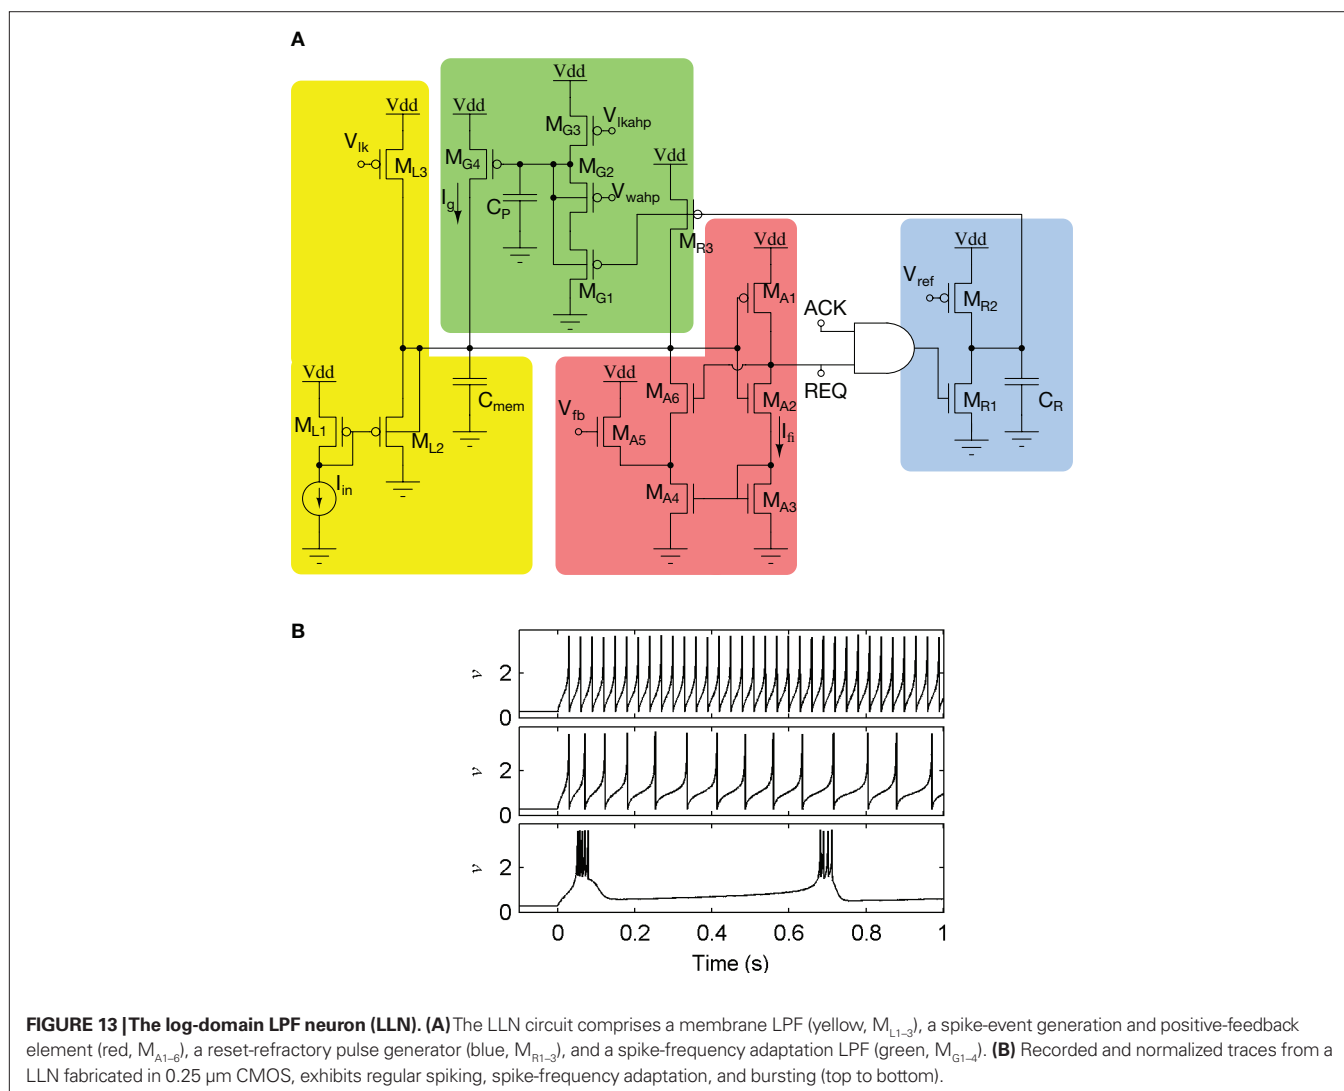 A
Vdd
Vdd
Vdd
Vlkahp
MG3
Vlk
ML3
MG4
MG2
Vdd
Ig
CP
Vwahp
MR3
Vdd
MG1
MA1
ACK
Vref
MR2
REQ
Vdd
Cmem
Vdd
MA6
MA2
MR1
CR
ML1
ML2
Vfb
MA5
Ifi
Iin
MA4
MA3
B
v
2
0
v
2
0
v
2
0
0 0.2 0.4 0.6 0.8 1
Time (s)
FIGURE 13 | The log-domain LPF neuron (LLN). (A) The LLN circuit comprises a membrane LPF (yellow, ML1–3), a spike-event generation and positive-feedback
element (red, MA1–6), a reset-refractory pulse generator (blue, MR1–3), and a spike-frequency adaptation LPF (green, MG1–4). (B) Recorded and normalized traces from a
LLN fabricated in 0.25 μm CMOS, exhibits regular spiking, spike-frequency adaptation, and bursting (top to bottom).